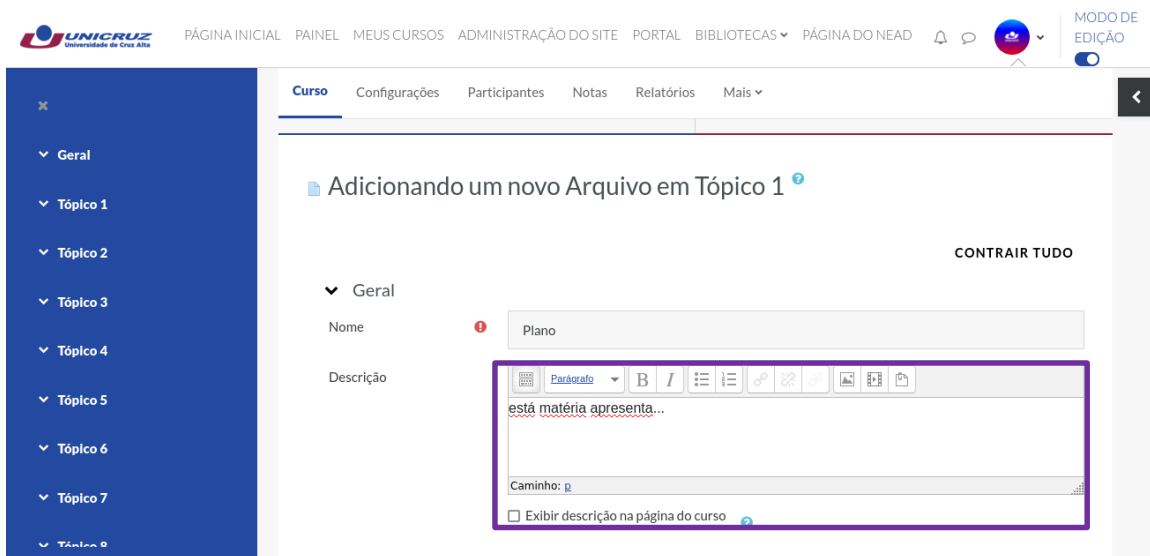 UNICRUZ
Universidade de Cruz Alta
PÁGINA INICIAL PAINEL MEUS CURSOS ADMINISTRAÇÃO DO SITE PORTAL BIBLIOTECAS PÁGINA DO NEAD
MODO DE
EDIÇÃO
Curso Configurações Participantes Notas Relatórios Mais
Geral
Tópico 1
Tópico 2
Tópico 3
Tópico 4
Tópico 5
Tópico 6
Tópico 7
Tópico 8
Adicionando um novo Arquivo em Tópico 1
CONTRAIR TUDO
Geral
Nome
Plano
Descrição
Parágrafo
está matéria apresenta...
Caminho: p
Exibir descrição na página do curso